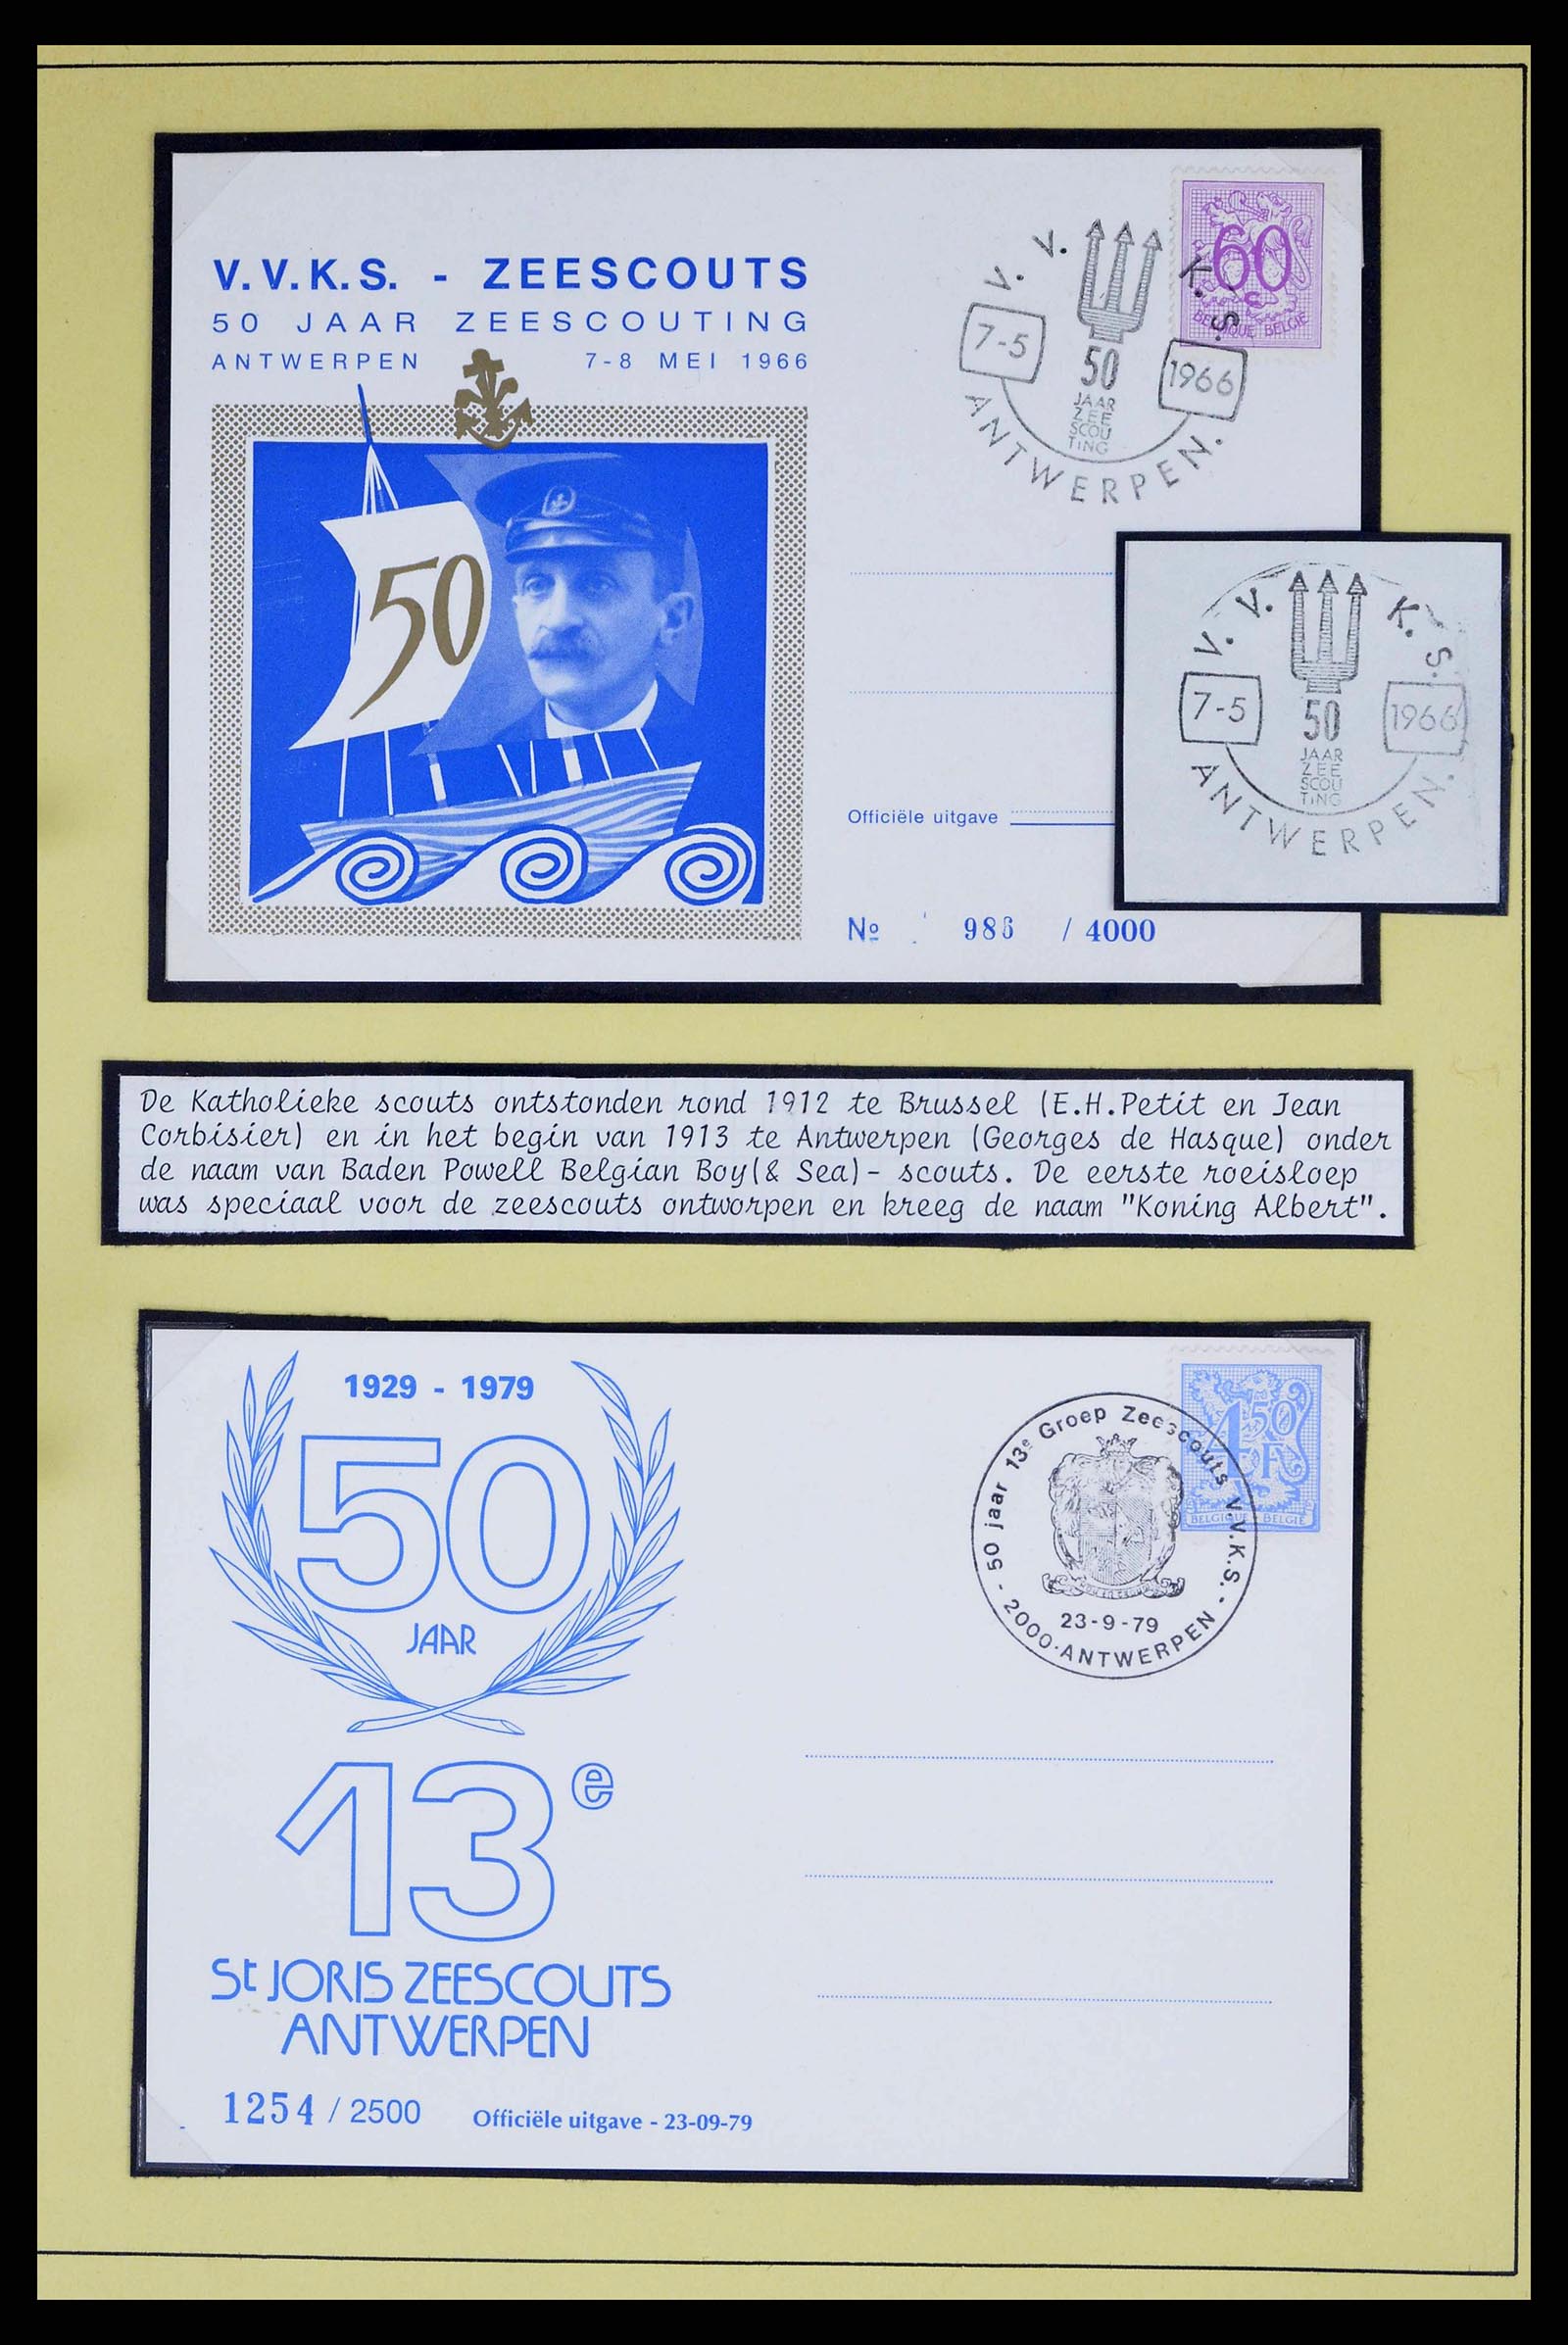 V.V.K.S. - ZEESCOUTS
50 JAAR ZEESCOUTING
ANTWERPEN 7-8 MEI 1966
50
V. V. K. S.
7-5
1966
50
JAAR
ZEE
SCOU
TING
ANTWERPEN.
60
BELGIQUE BELGIË
V. V. K. S.
7-5
1966
50
JAAR
ZEE
SCOU
TING
ANTWERPEN.
Officiële uitgave
Nº 986 / 4000
De Katholieke scouts ontstonden rond 1912 te Brussel (E.H.Petit en Jean
Corbisier) en in het begin van 1913 te Antwerpen (Georges de Hasque) onder
de naam van Baden Powell Belgian Boy(& Sea)- scouts. De eerste roeisloep
was speciaal voor de zeescouts ontworpen en kreeg de naam "Koning Albert".
1929 - 1979
50
JAAR
13e
St JORIS ZEESCOUTS
ANTWERPEN
1254 / 2500 Officiële uitgave - 23-09-79
- 50 jaar 13e Groep Zeescouts V.V.K.S. -
23-9-79
2000·ANTWERPEN
450F
BELGIQUE BELGIË